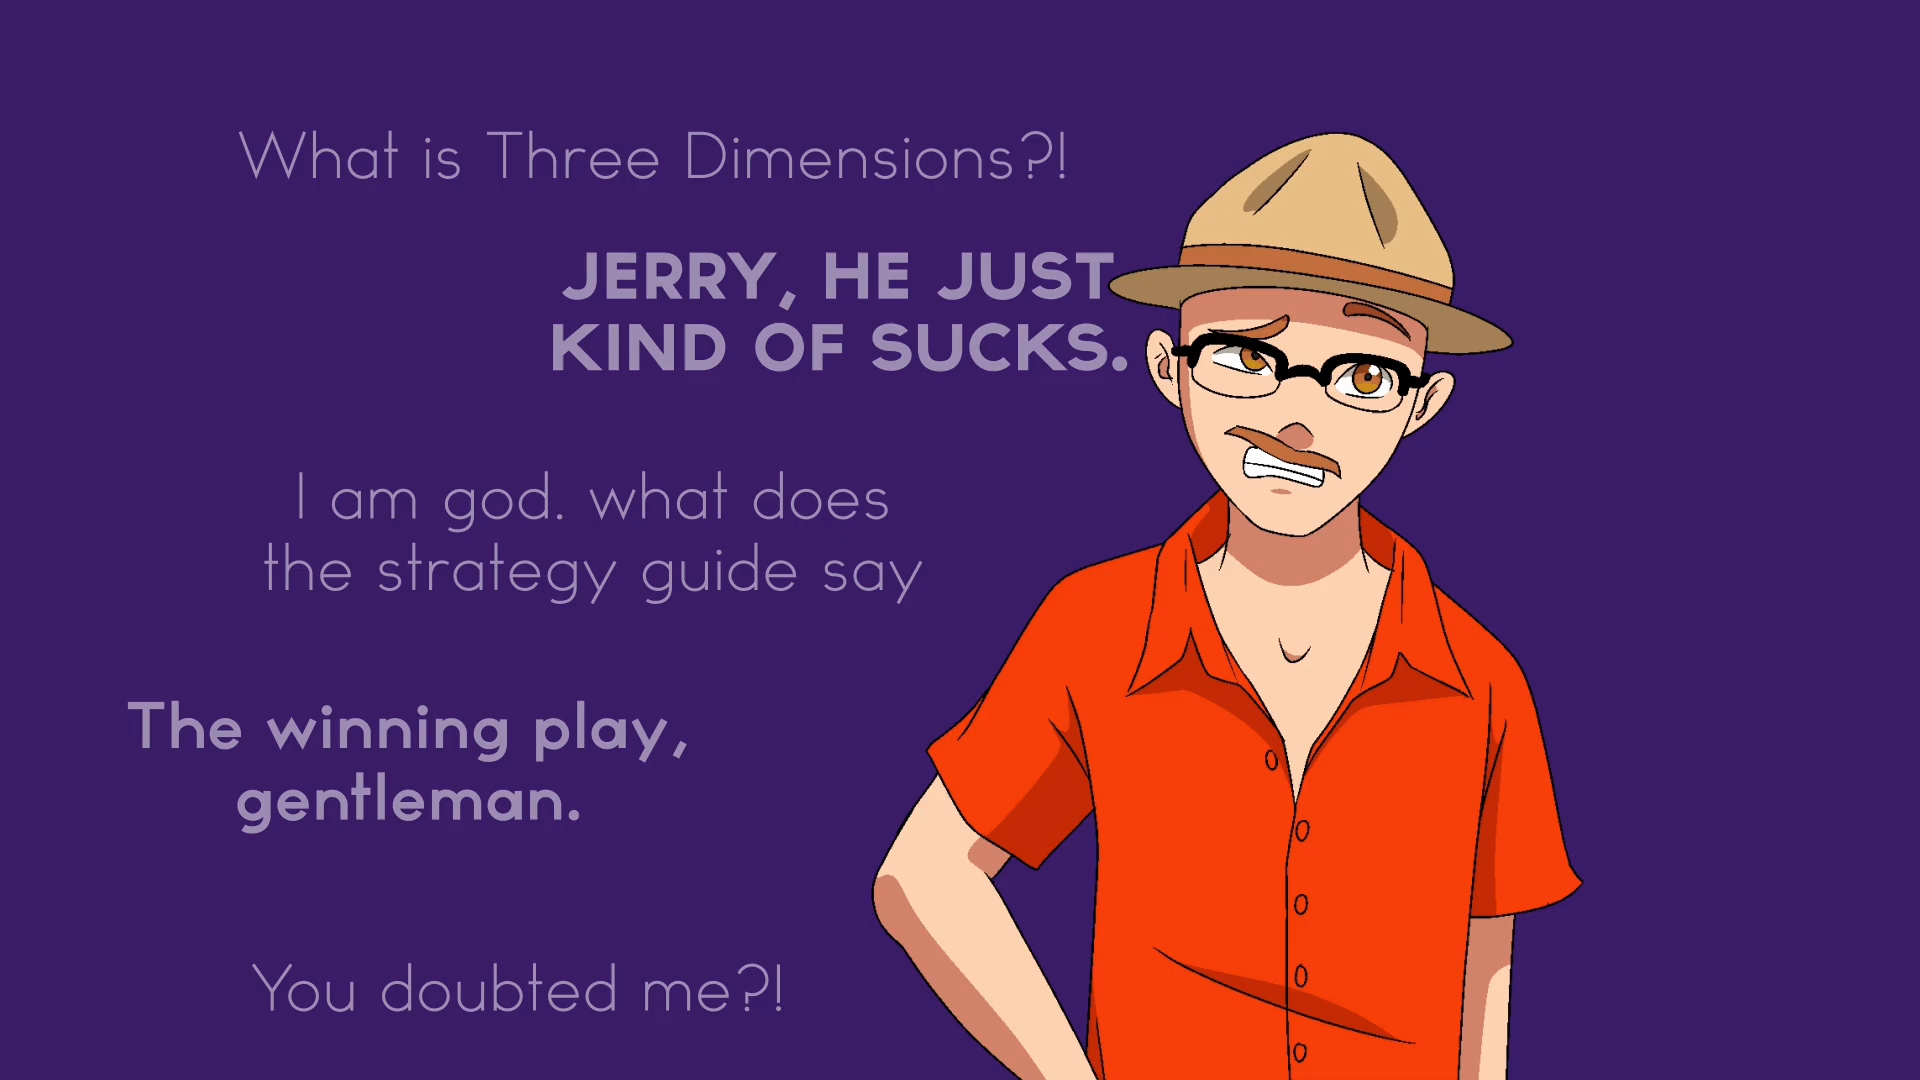 What is Three Dimensions?!
JERRY, HE JUST
KIND OF SUCKS.
I am god. what does
the strategy guide say
The winning play,
gentleman.
You doubted me?!